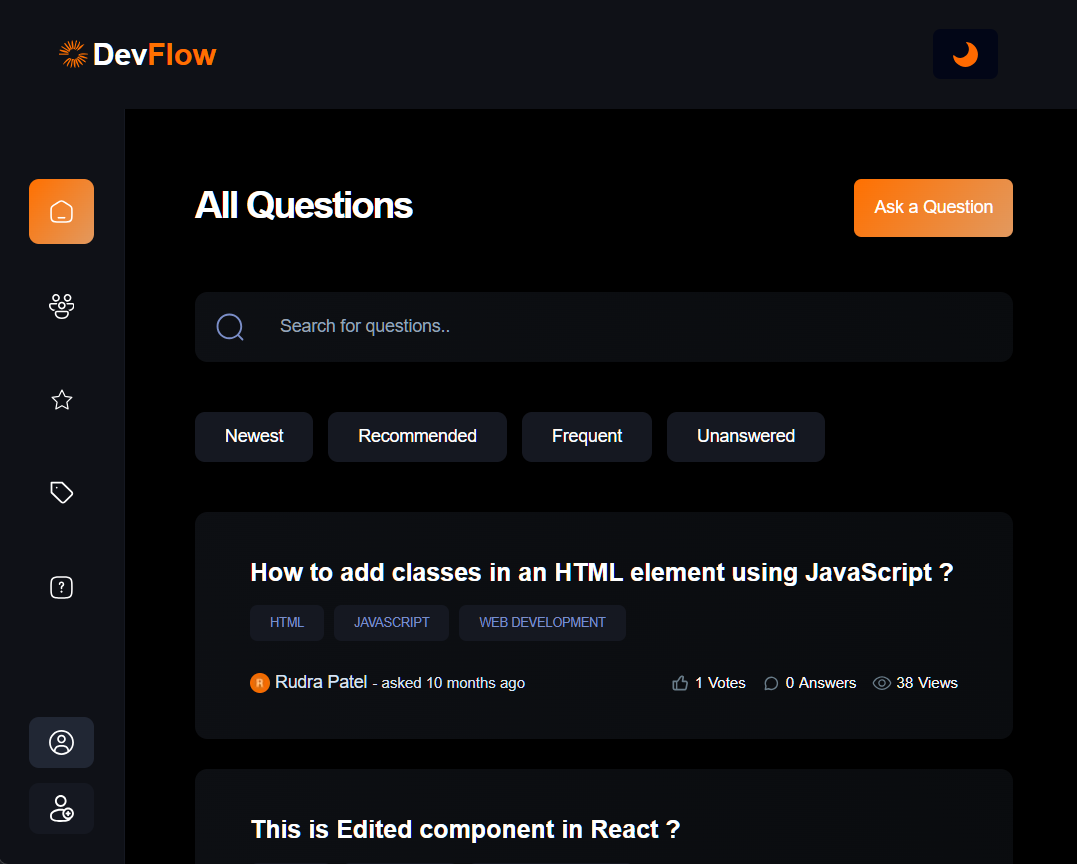 DevFlow
All Questions
Ask a Question
Search for questions..
Newest Recommended Frequent Unanswered
How to add classes in an HTML element using JavaScript ?
HTML JAVASCRIPT WEB DEVELOPMENT
R Rudra Patel - asked 10 months ago 1 Votes 0 Answers 38 Views
This is Edited component in React ?